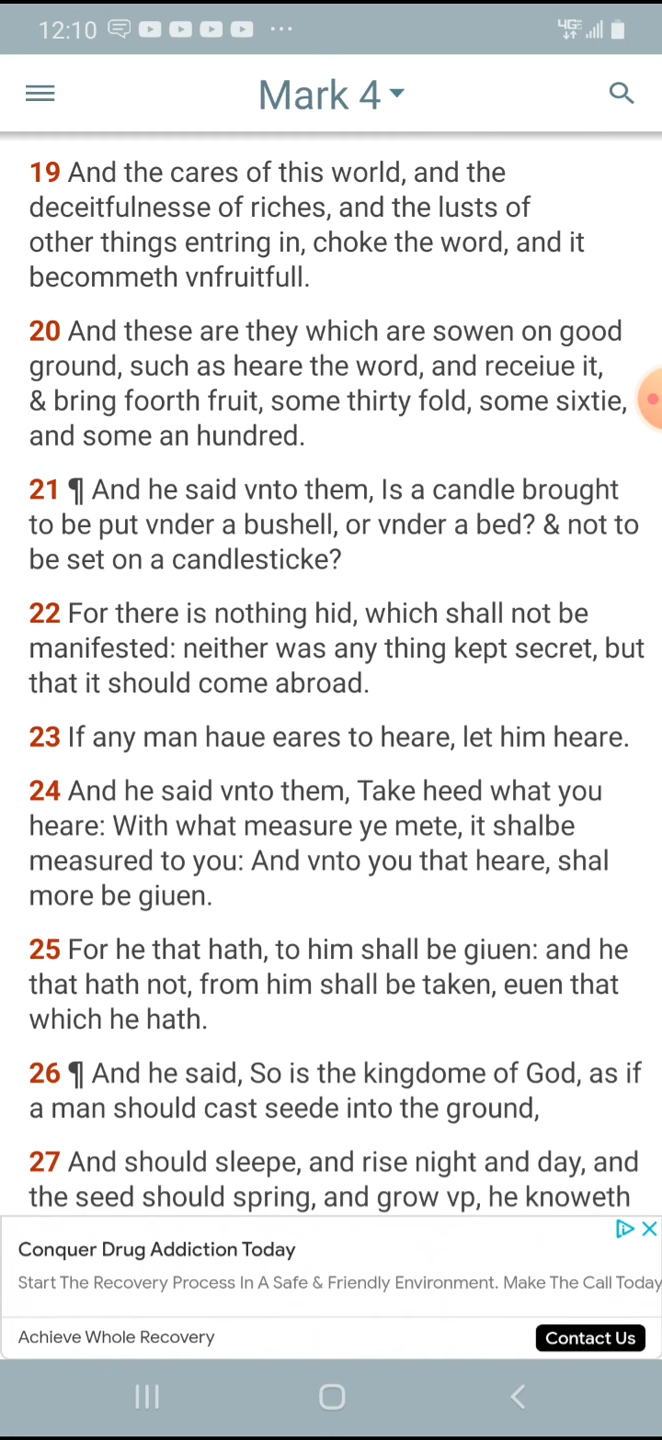 12:10
4GE
Mark 4
19 And the cares of this world, and the
deceitfulnesse of riches, and the lusts of
other things entring in, choke the word, and it
becommeth vnfruitfull.
20 And these are they which are sowen on good
ground, such as heare the word, and receiue it,
& bring foorth fruit, some thirty fold, some sixtie,
and some an hundred.
21 ¶ And he said vnto them, Is a candle brought
to be put vnder a bushell, or vnder a bed? & not to
be set on a candlesticke?
22 For there is nothing hid, which shall not be
manifested: neither was any thing kept secret, but
that it should come abroad.
23 If any man haue eares to heare, let him heare.
24 And he said vnto them, Take heed what you
heare: With what measure ye mete, it shalbe
measured to you: And vnto you that heare, shal
more be giuen.
25 For he that hath, to him shall be giuen: and he
that hath not, from him shall be taken, euen that
which he hath.
26 ¶ And he said, So is the kingdome of God, as if
a man should cast seede into the ground,
27 And should sleepe, and rise night and day, and
the seed should spring, and grow vp, he knoweth
Conquer Drug Addiction Today
Start The Recovery Process In A Safe & Friendly Environment. Make The Call Today
Achieve Whole Recovery
Contact Us